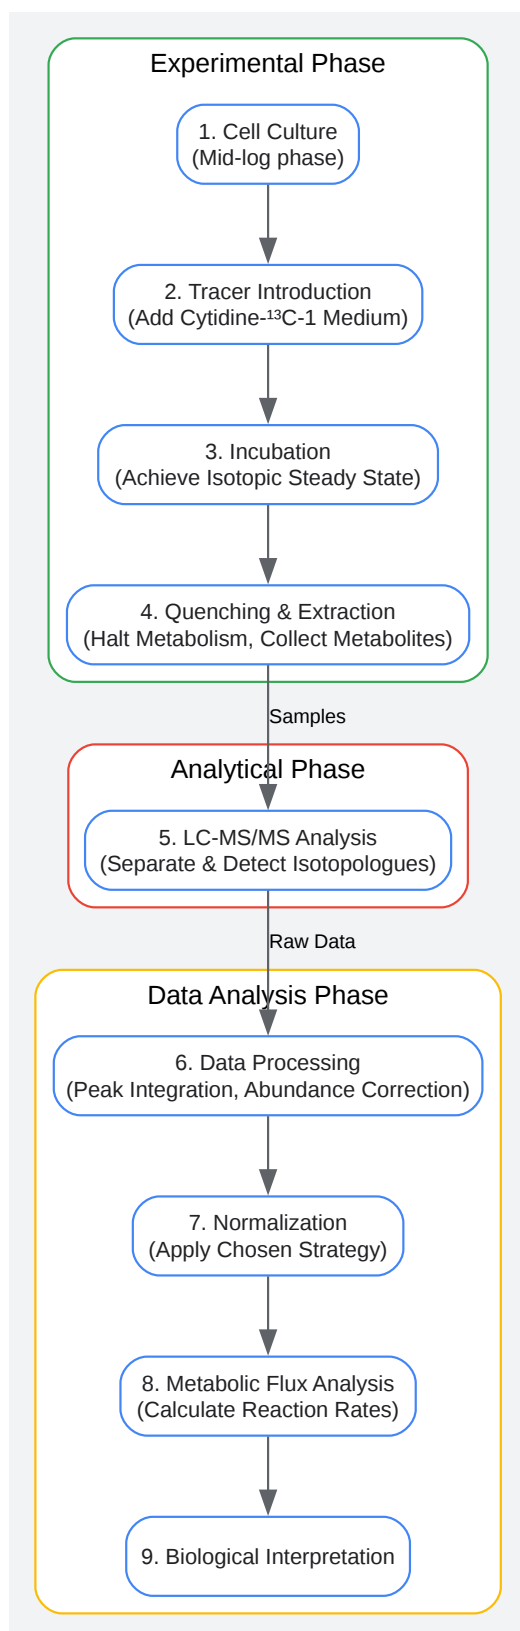 Experimental Phase
1. Cell Culture
(Mid-log phase)
2. Tracer Introduction
(Add Cytidine-¹³C-1 Medium)
3. Incubation
(Achieve Isotopic Steady State)
4. Quenching & Extraction
(Halt Metabolism, Collect Metabolites)
Samples
Analytical Phase
5. LC-MS/MS Analysis
(Separate & Detect Isotopologues)
Raw Data
Data Analysis Phase
6. Data Processing
(Peak Integration, Abundance Correction)
7. Normalization
(Apply Chosen Strategy)
8. Metabolic Flux Analysis
(Calculate Reaction Rates)
9. Biological Interpretation